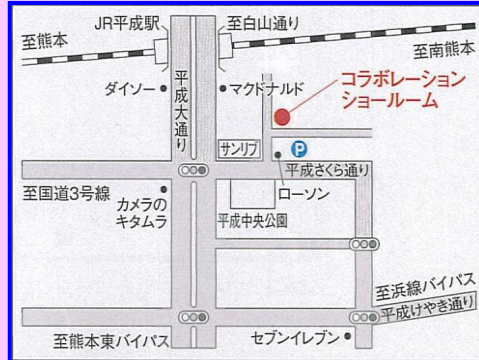 JR平成駅
至白山通り
至熊本
至南熊本
ダイソー
平成大通り
マクドナルド
コラボレーション
ショールーム
サンリブ
P
平成さくら通り
至国道3号線
カメラの
キタムラ
ローソン
平成中央公園
至浜線バイパス
平成けやき通り
至熊本東バイパス
セブンイレブン